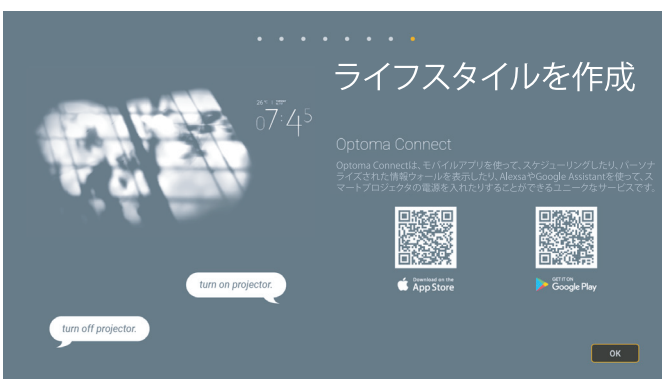 ライフスタイルを作成
26
07:45
Optoma Connect
Optoma Connectは、モバイルアプリを使って、スケジューリングしたり、パーソナ
ライズされた情報ウォールを表示したり、AlexsaやGoogle Assistantを使って、ス
マートプロジェクタの電源を入れたりすることができるユニークなサービスです。
Download on the
App Store
GET IT ON
Google Play
turn on projector.
turn off projector.
OK